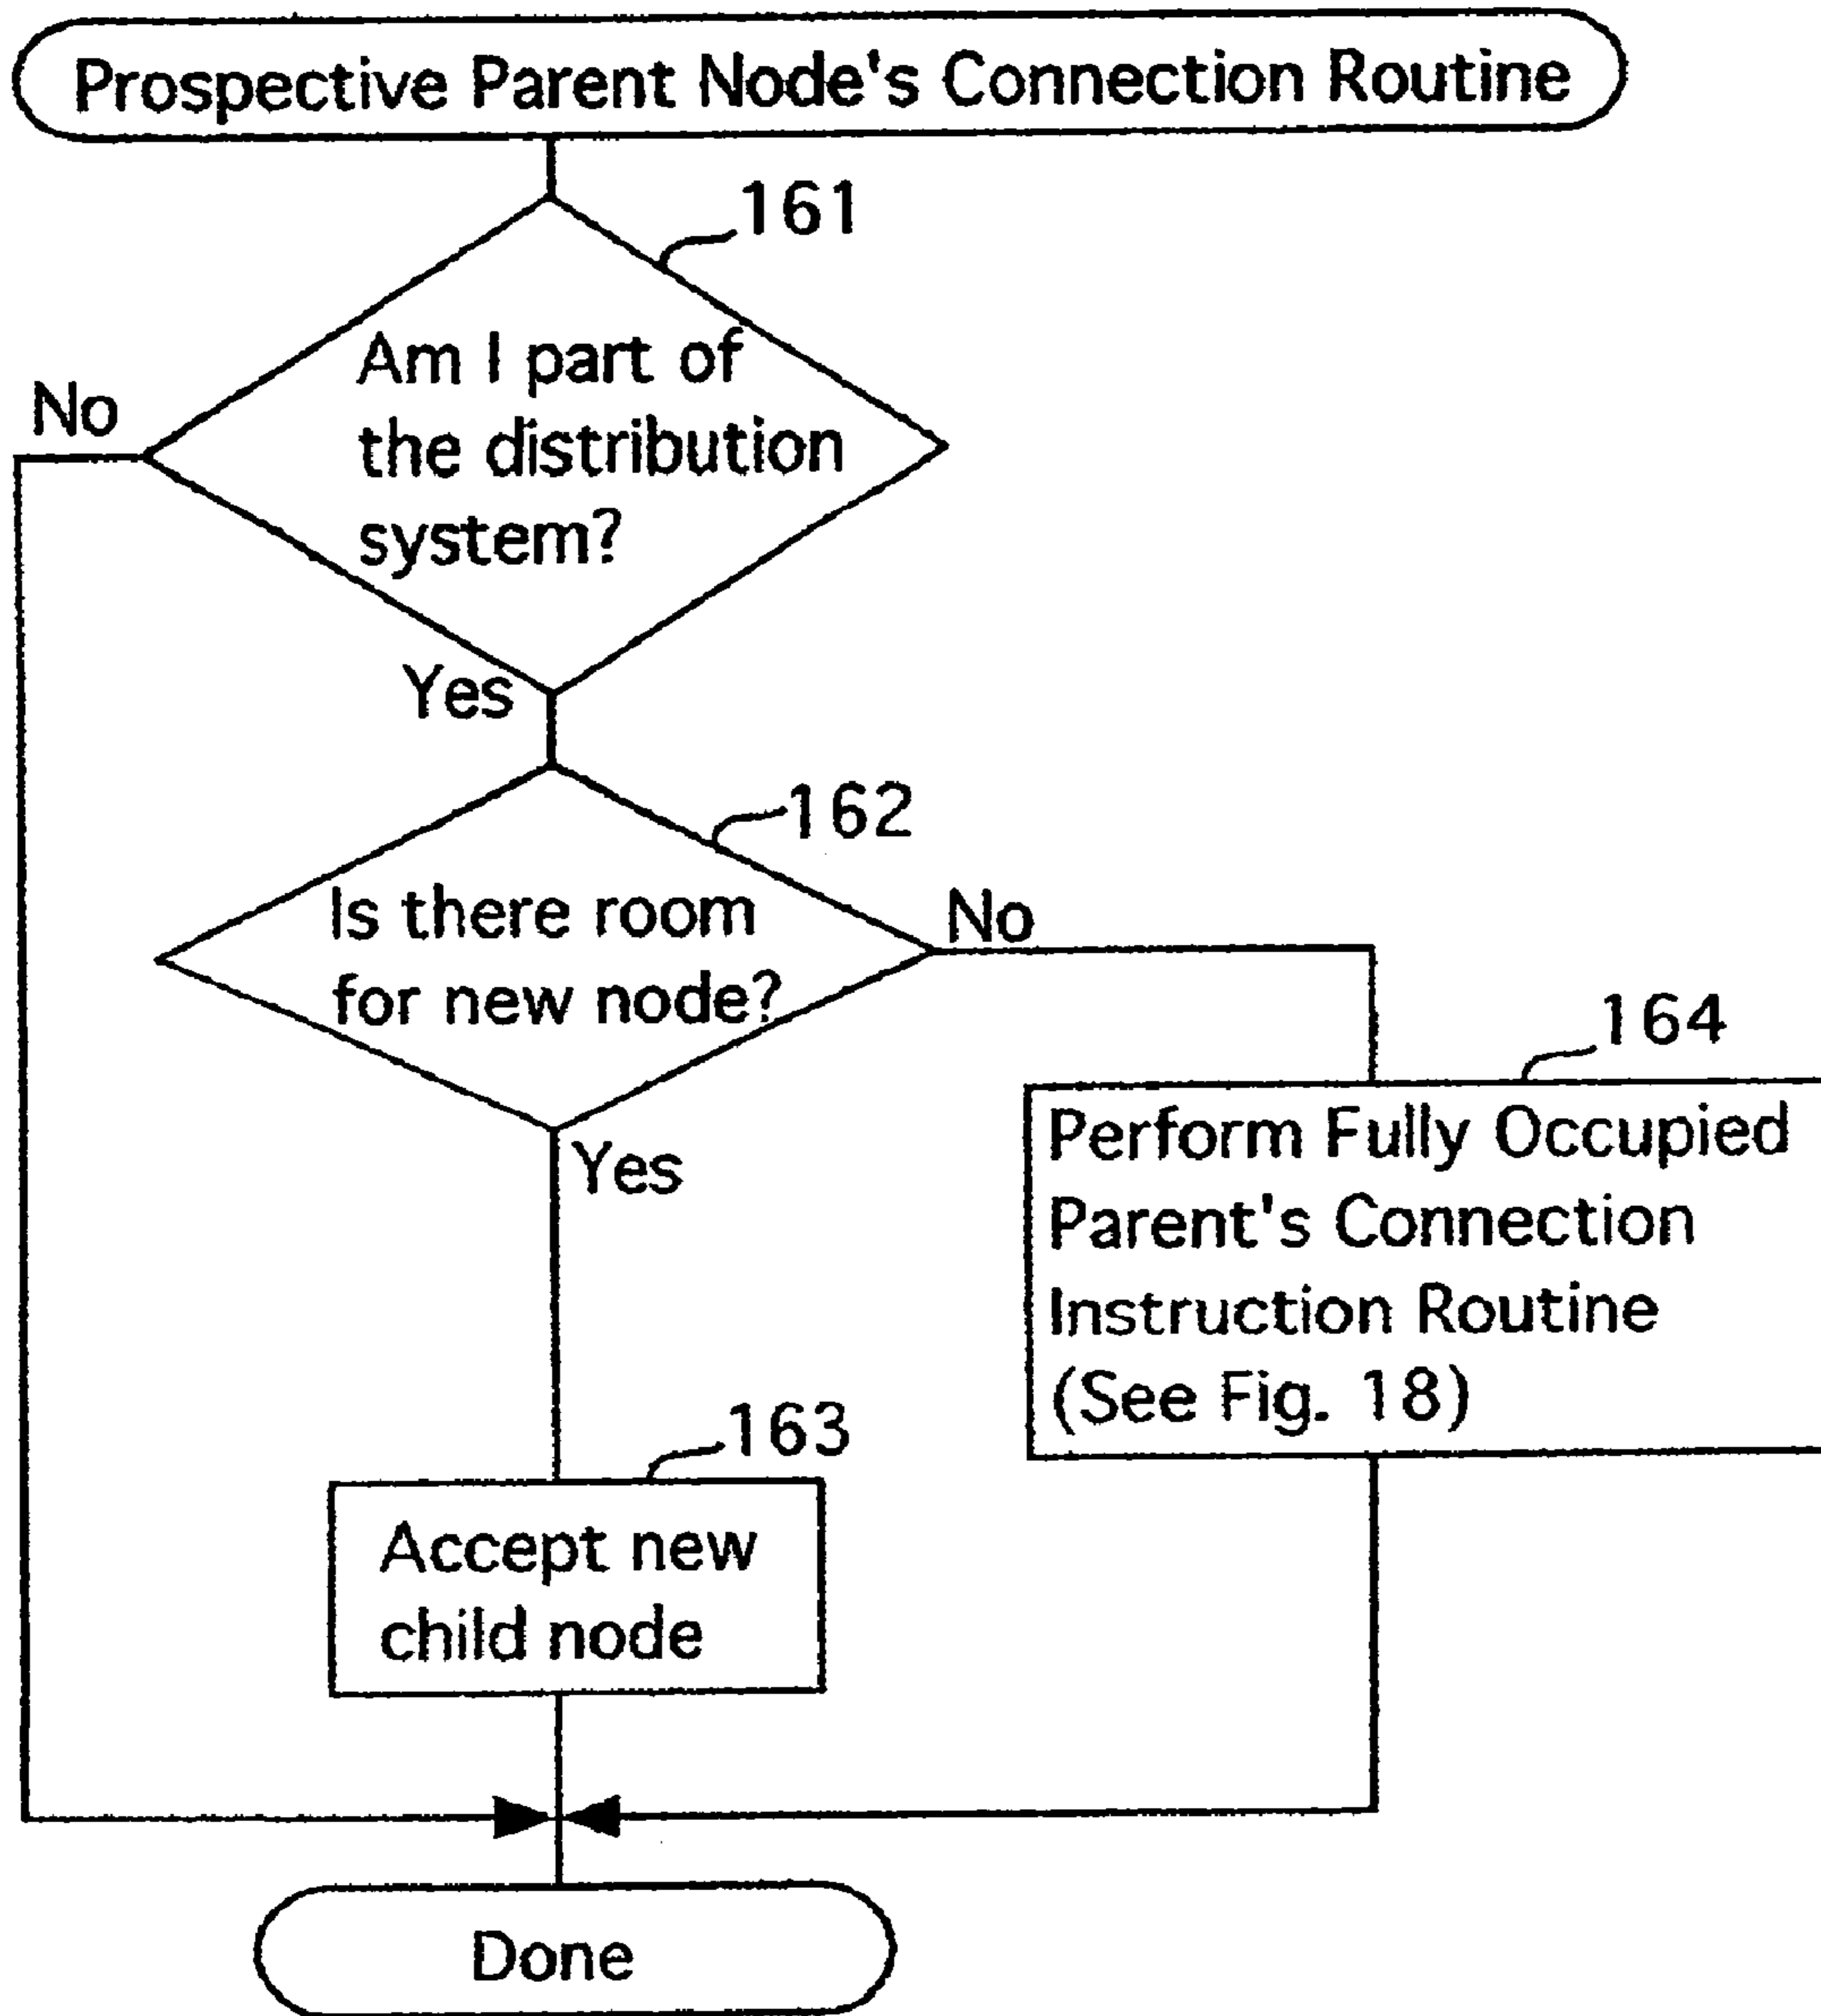 Prospective Parent Node's Connection Routine
161
Am I part of
the distribution
system?
No
Yes
162
Is there room
for new node?
No
Yes
164
Perform Fully Occupied
Parent's Connection
Instruction Routine
(See Fig. 18)
163
Accept new
child node
Done